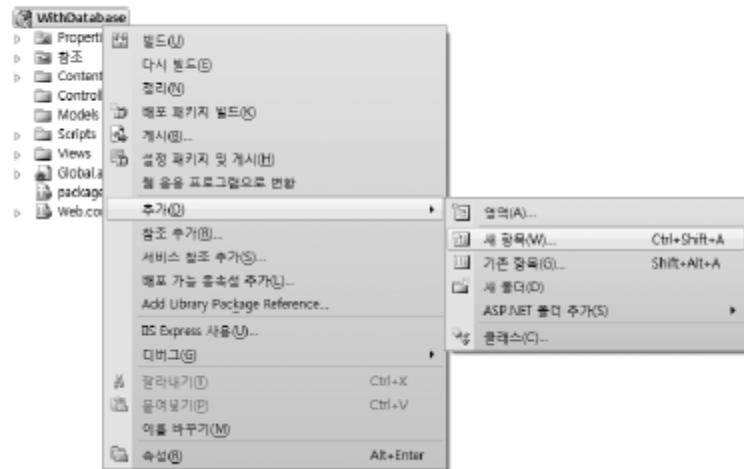 WithDatabase
Properti
참조
Content
Controll
Models
Scripts
Views
Global.a
package
Web.co
빌드(U)
다시 빌드(E)
정리(N)
배포 패키지 빌드(K)
게시(B)...
설정 패키지 및 게시(H)
웹 응용 프로그램으로 변환
추가(D)
참조 추가(R)...
서비스 참조 추가(S)...
배포 가능 종속성 추가(L)...
Add Library Package Reference...
IIS Express 사용(U)...
디버그(G)
잘라내기(T) Ctrl+X
붙여넣기(P) Ctrl+V
이름 바꾸기(M)
속성(R) Alt+Enter
영역(A)...
새 항목(W)... Ctrl+Shift+A
기존 항목(G)... Shift+Alt+A
새 폴더(D)
ASP.NET 폴더 추가(S)
클래스(C)...